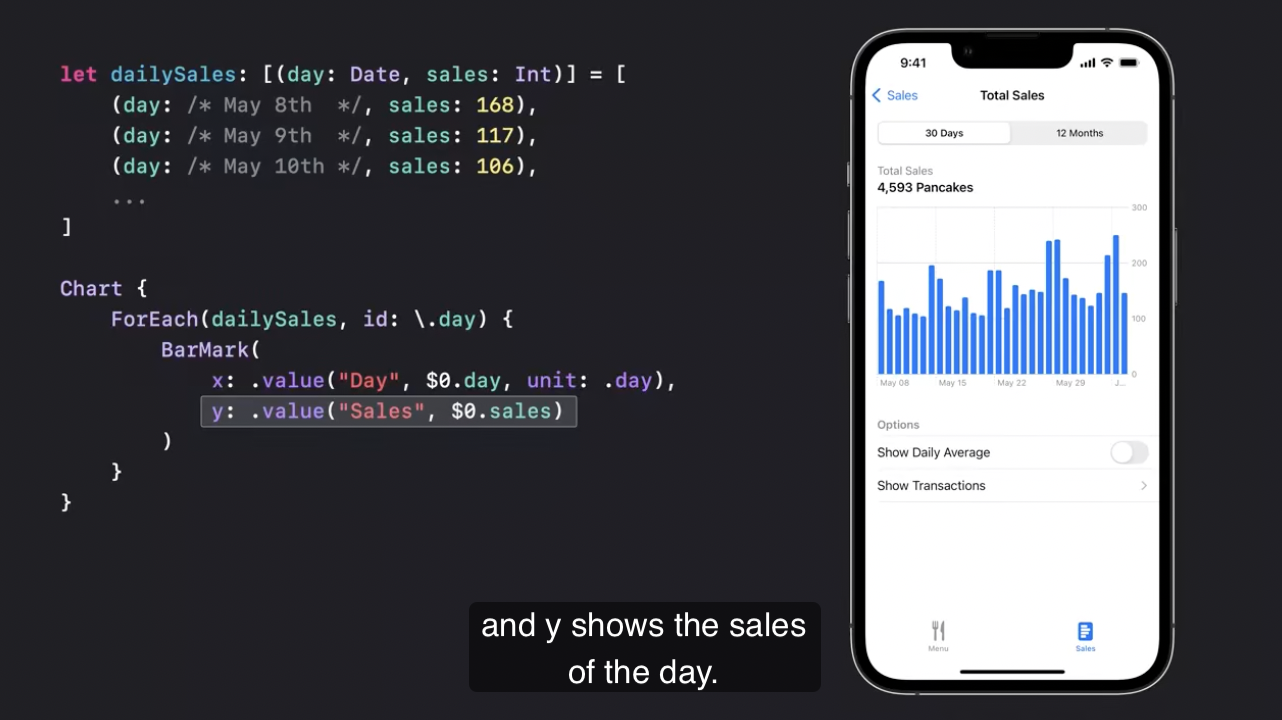 let dailySales: [(day: Date, sales: Int)] = [
(day: /* May 8th */, sales: 168),
(day: /* May 9th */, sales: 117),
(day: /* May 10th */, sales: 106),
...
]
Chart {
ForEach(dailySales, id: \.day) {
BarMark(
x: .value("Day", $0.day, unit: .day),
y: .value("Sales", $0.sales)
)
}
}
and y shows the sales
of the day.
9:41
Sales
Total Sales
30 Days
12 Months
Total Sales
4,593 Pancakes
300
200
100
0
May 08
May 15
May 22
May 29
J...
Options
Show Daily Average
Show Transactions
Menu
Sales